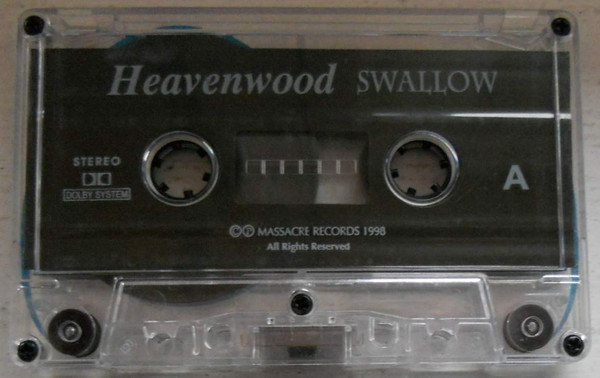 Heavenwood SWALLOW
STEREO
DOLBY SYSTEM
A
©℗ MASSACRE RECORDS 1998
All Rights Reserved